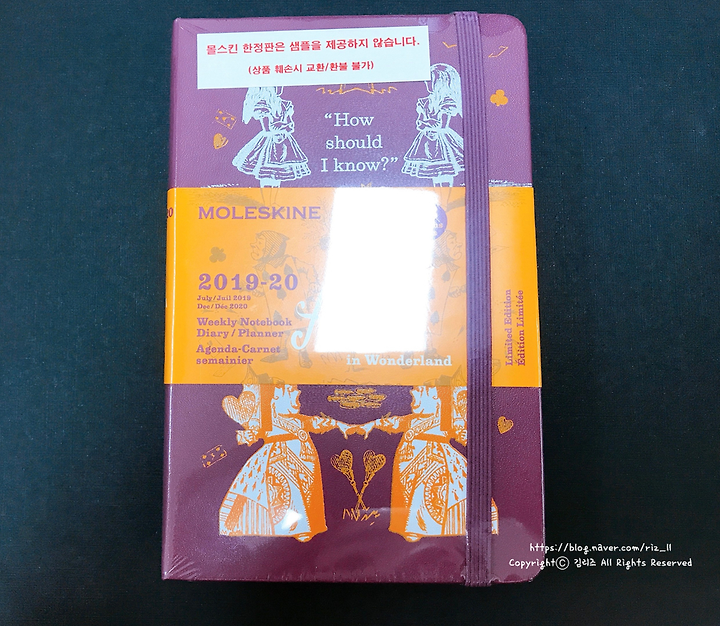 몰스킨 한정판은 샘플을 제공하지 않습니다.
(상품 훼손시 교환/환불 불가)
“How
should
I know?”
MOLESKINE
2019-20
July/Juil 2019
Dec/Déc 2020
Weekly Notebook
Diary/Planner
Agenda-Carnet
semainier
in Wonderland
Limited Edition
Édition Limitée
https://blog.naver.com/riz_ll
Copyrightⓒ 김리즈 All Rights Reserved